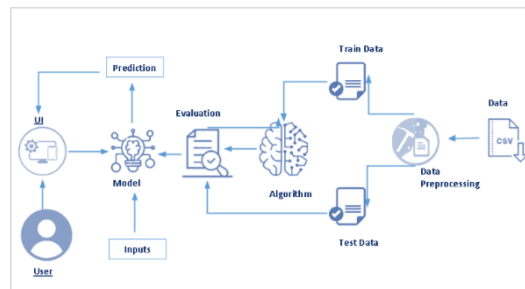 Train Data
Prediction
Evaluation
Data
UI
CSV
Model
Algorithm
Data
Preprocessing
Inputs
Test Data
User